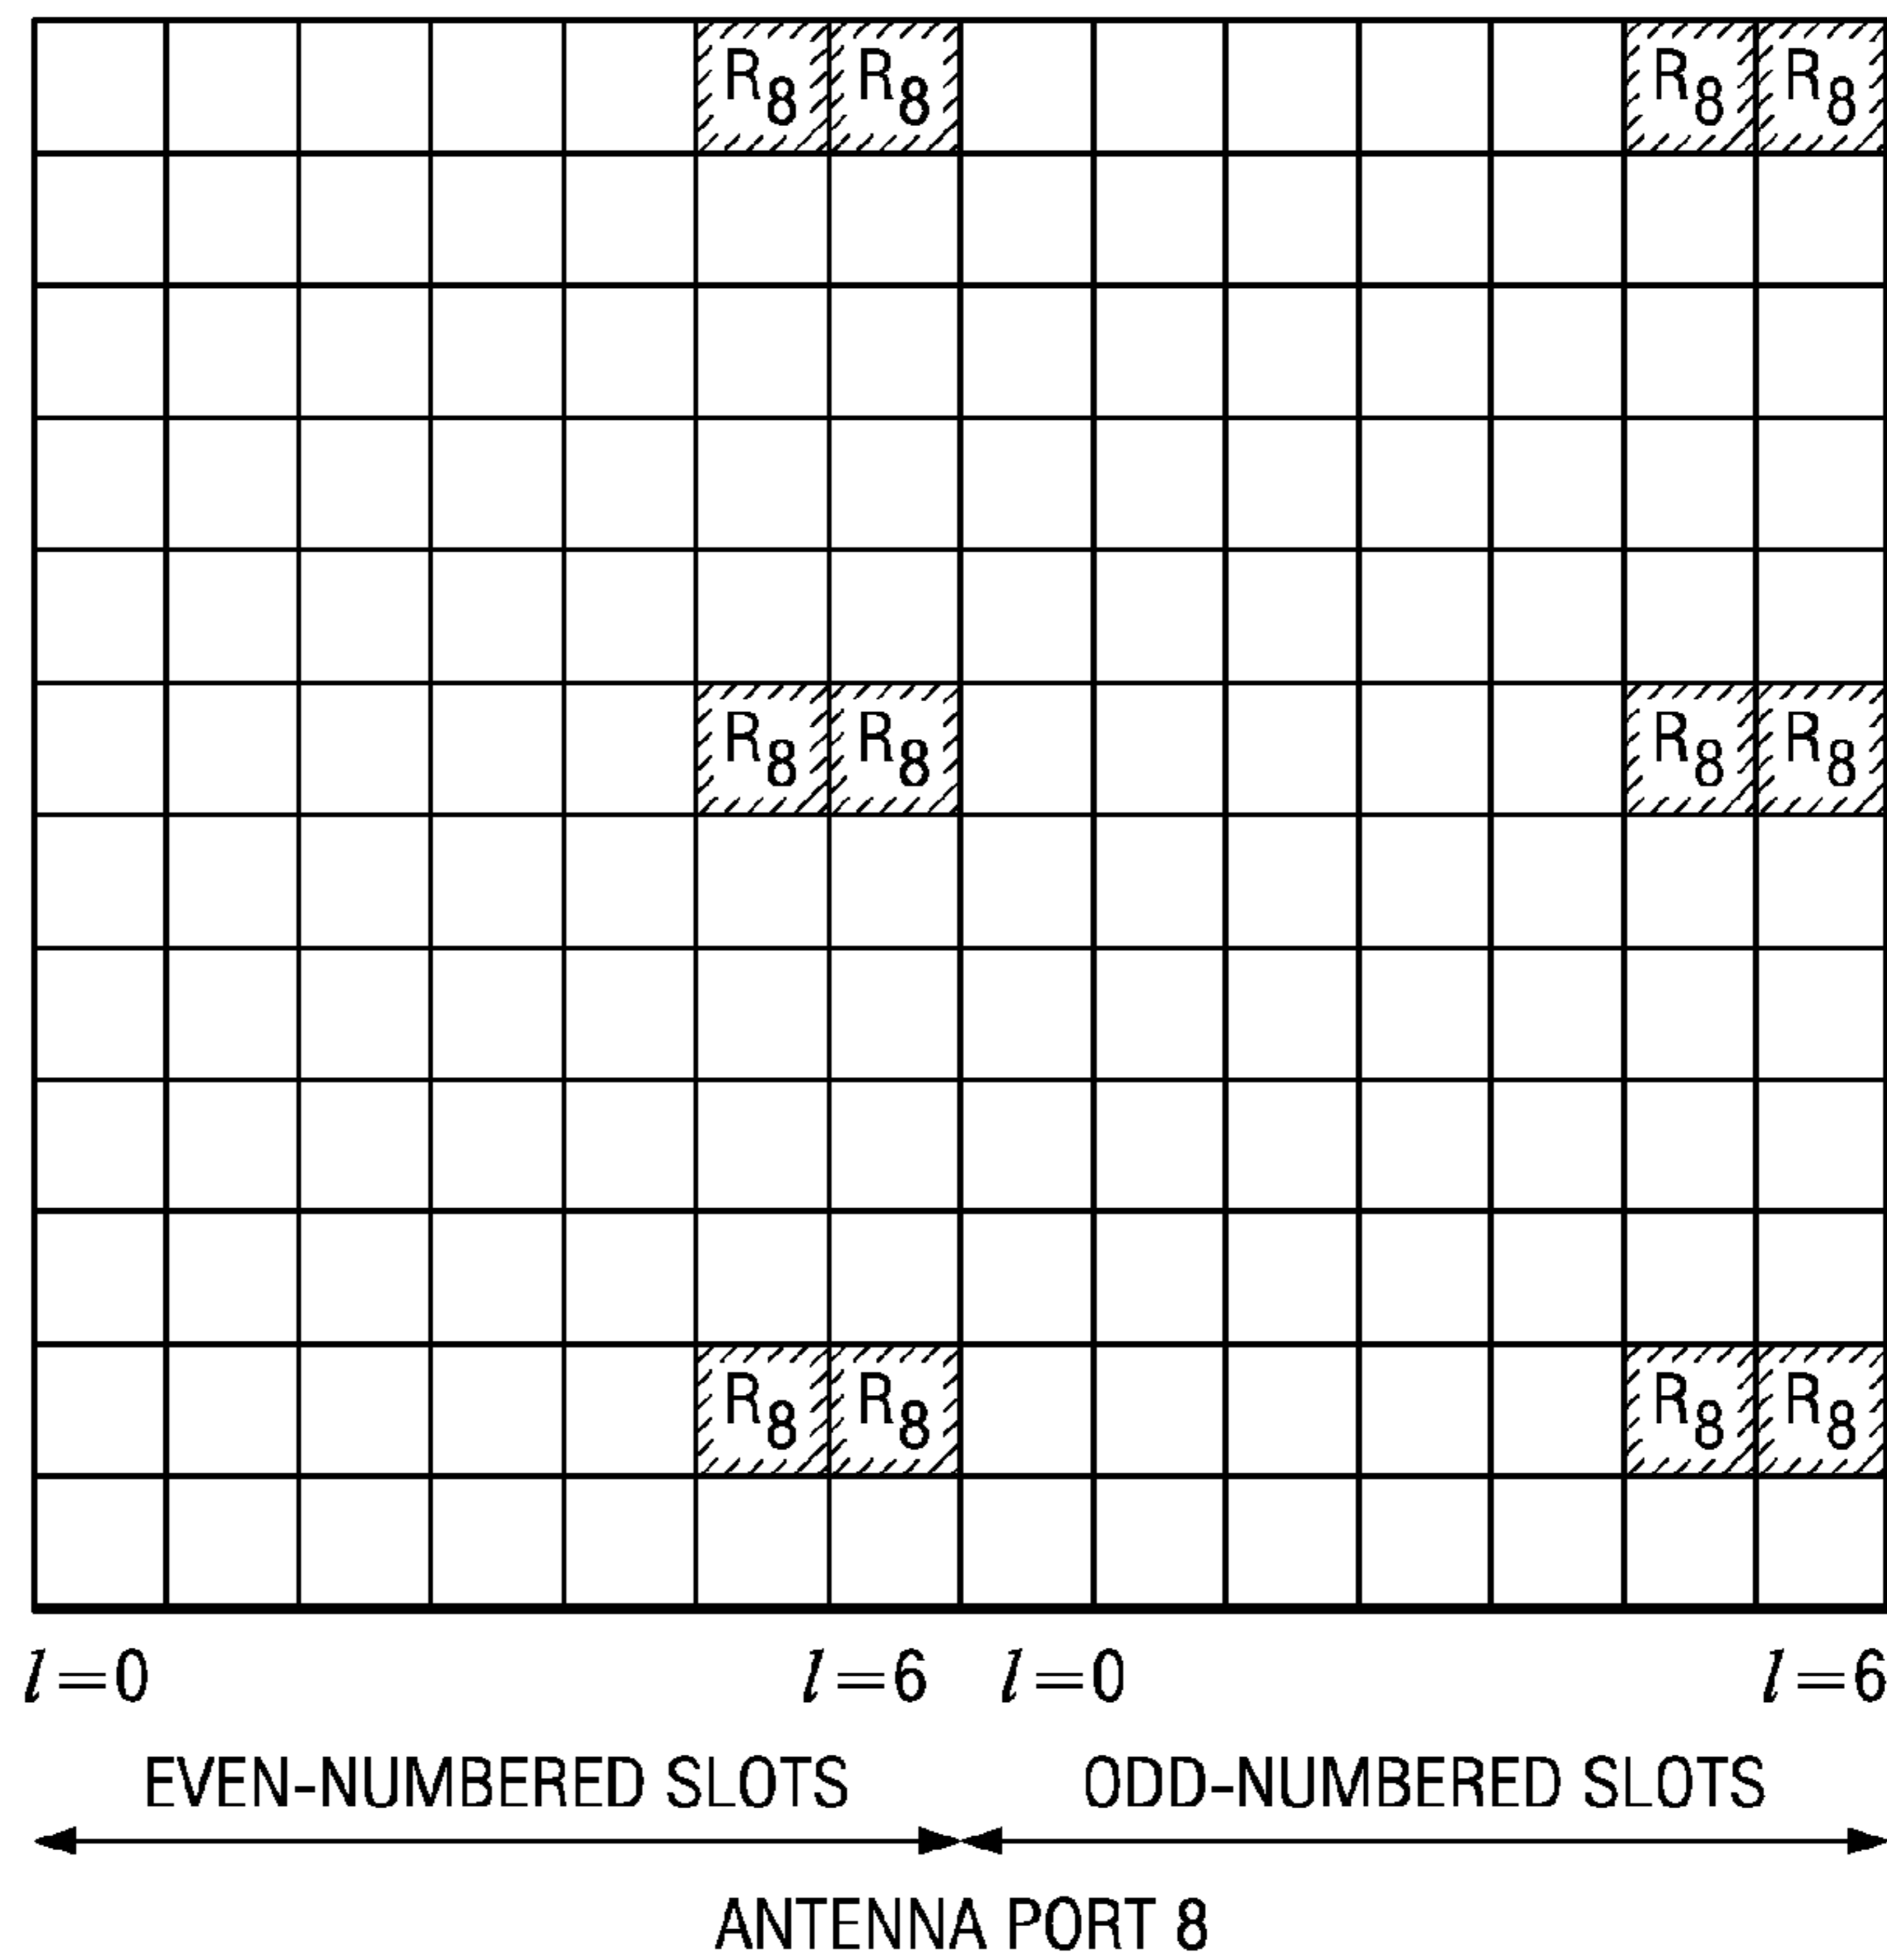 R8 R8 R8 R8
R8 R8 R8 R8
R8 R8 R8 R8
l=0 l=6 l=0 l=6
EVEN-NUMBERED SLOTS ODD-NUMBERED SLOTS
ANTENNA PORT 8